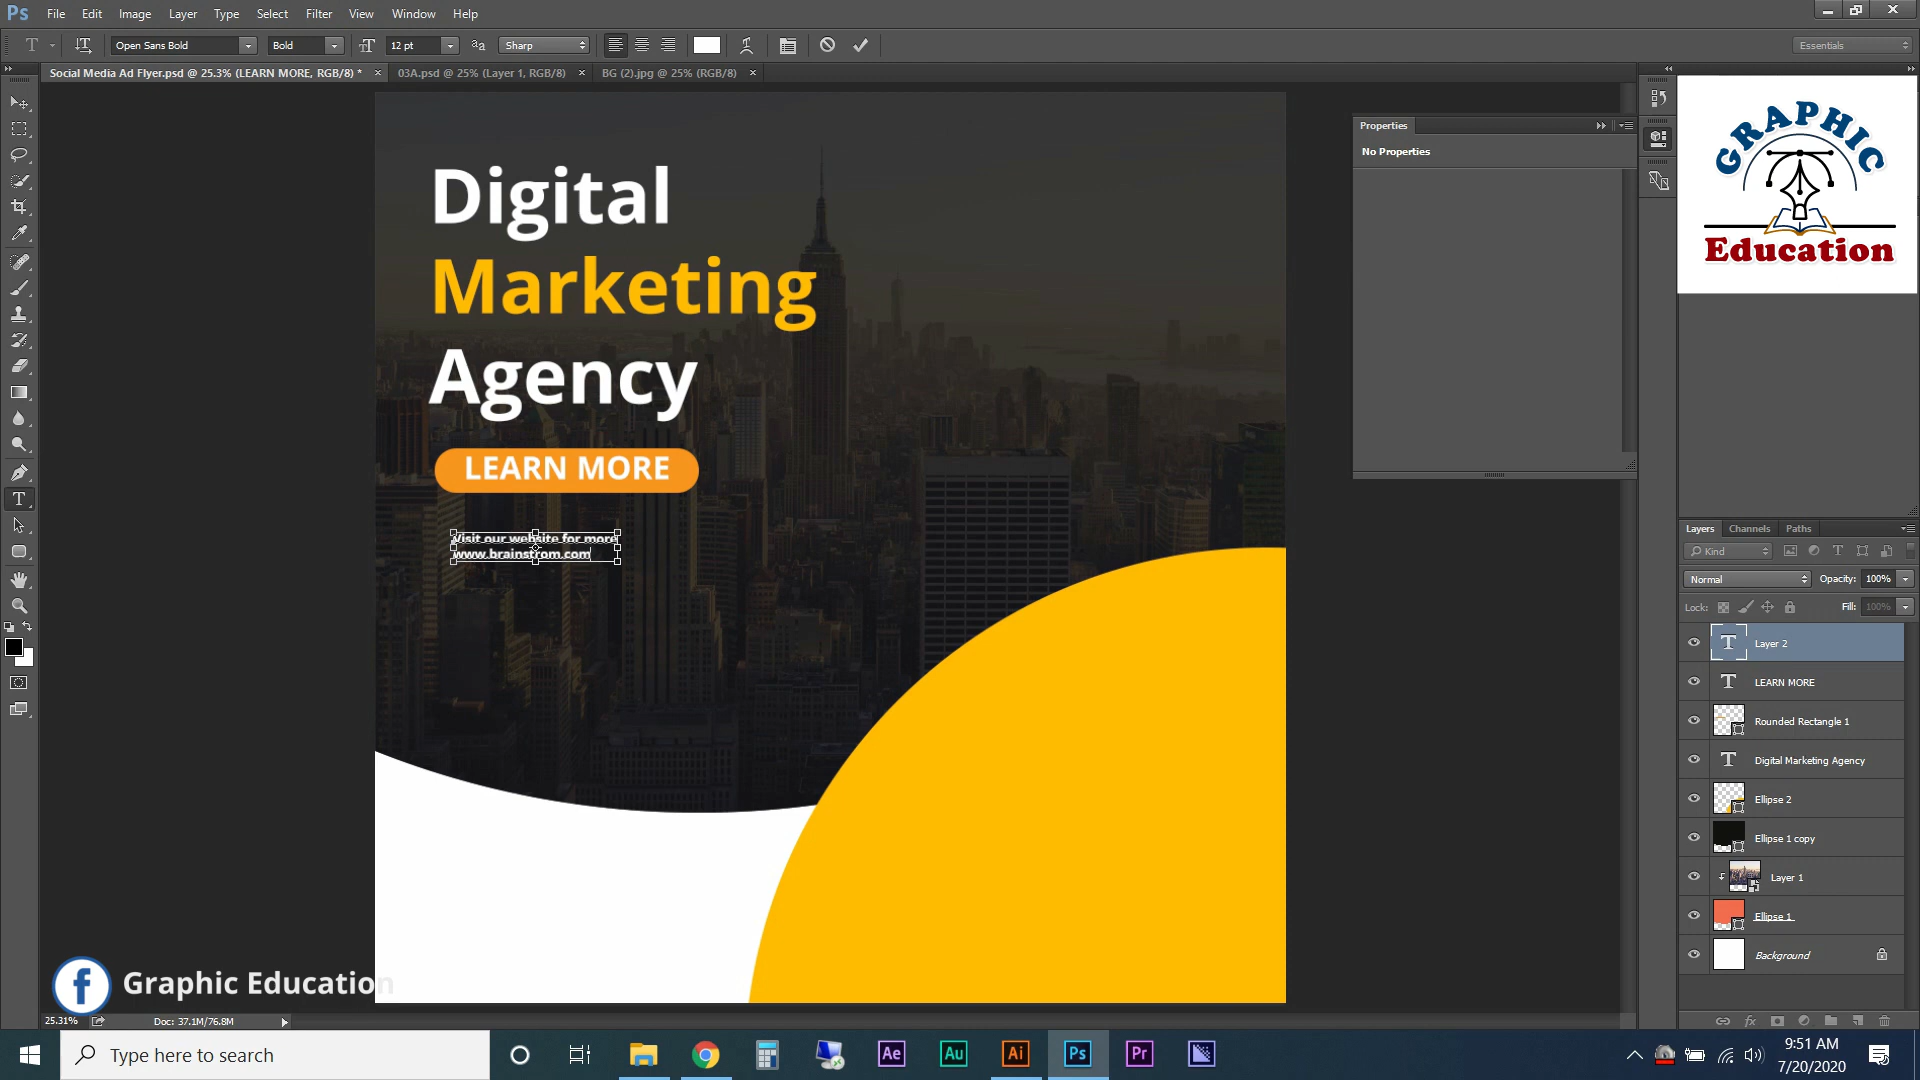 Ps File Edit Image Layer Type Select Filter 3D View Window Help
T Open Sans Bold Bold 12 pt Sharp Essentials
Social Media Ad Flyer.psd @ 25.3% (LEARN MORE, RGB/8) * × 03A.psd @ 25% (Layer 1, RGB/8) × BG (2).jpg @ 25% (RGB/8) ×
Digital
Marketing
Agency
LEARN MORE
Visit our website for more
www.brainstrom.com
Properties
No Properties
GRAPHIC
Education
Layers Channels Paths
Kind
Normal Opacity: 100%
Lock: Fill: 100%
Layer 2
LEARN MORE
Rounded Rectangle 1
Digital Marketing Agency
Ellipse 2
Ellipse 1 copy
Layer 1
Ellipse 1
Background
Graphic Education
25.31% Doc: 37.1M/76.8M
Type here to search
Ae Au Ai Ps Pr
9:51 AM
7/20/2020